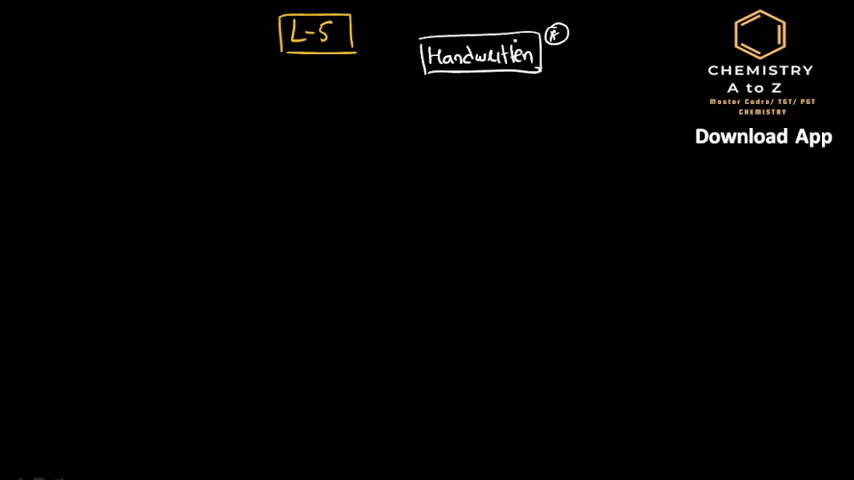 L-5
Handwritten
CHEMISTRY
A to Z
Master Cadre/ TGT/ PGT
CHEMISTRY
Download App